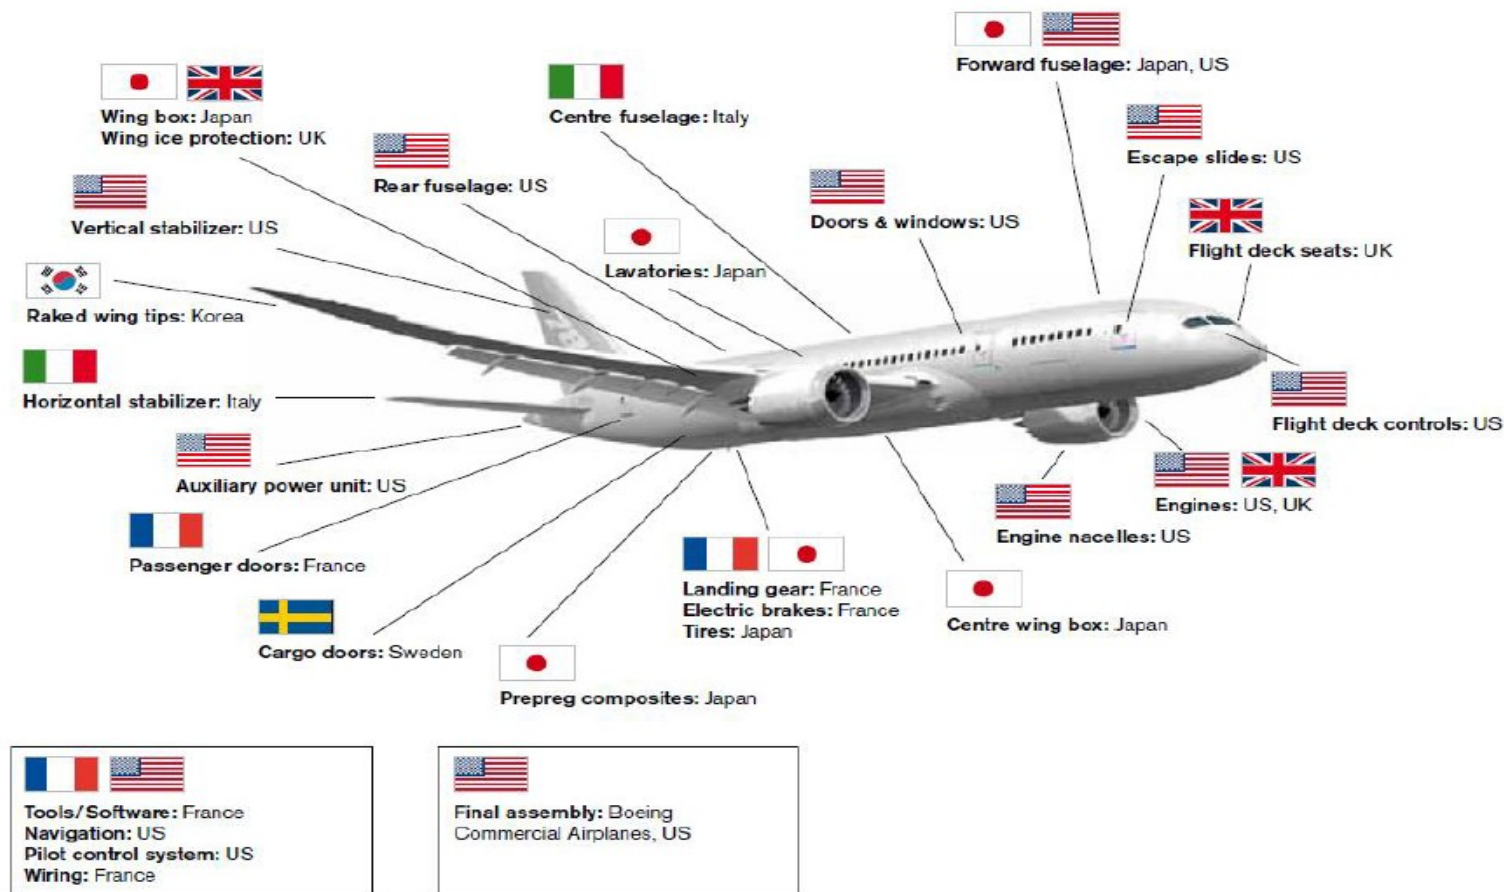 Forward fuselage: Japan, US
Wing box: Japan
Wing ice protection: UK
Centre fuselage: Italy
Escape slides: US
Rear fuselage: US
Doors & windows: US
Vertical stabilizer: US
Flight deck seats: UK
Lavatories: Japan
Raked wing tips: Korea
Horizontal stabilizer: Italy
Flight deck controls: US
Auxiliary power unit: US
Engines: US, UK
Engine nacelles: US
Passenger doors: France
Landing gear: France
Electric brakes: France
Tires: Japan
Centre wing box: Japan
Cargo doors: Sweden
Prepreg composites: Japan
Tools/Software: France
Navigation: US
Pilot control system: US
Wiring: France
Final assembly: Boeing
Commercial Airplanes, US